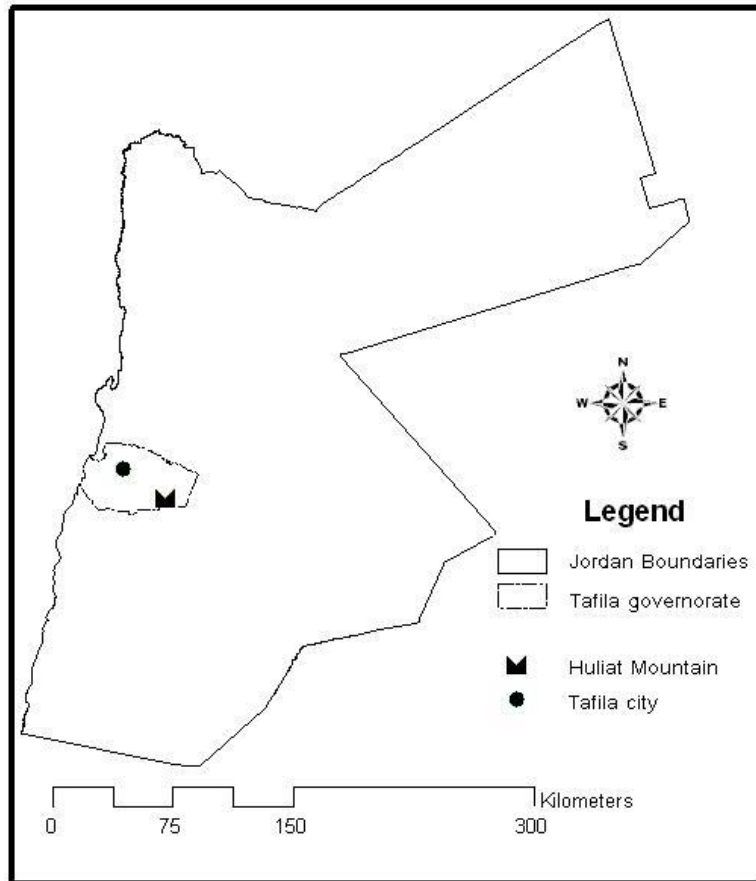 N
W E
S
Legend
Jordan Boundaries
Tafila governorate
Huliat Mountain
Tafila city
Kilometers
0 75 150 300